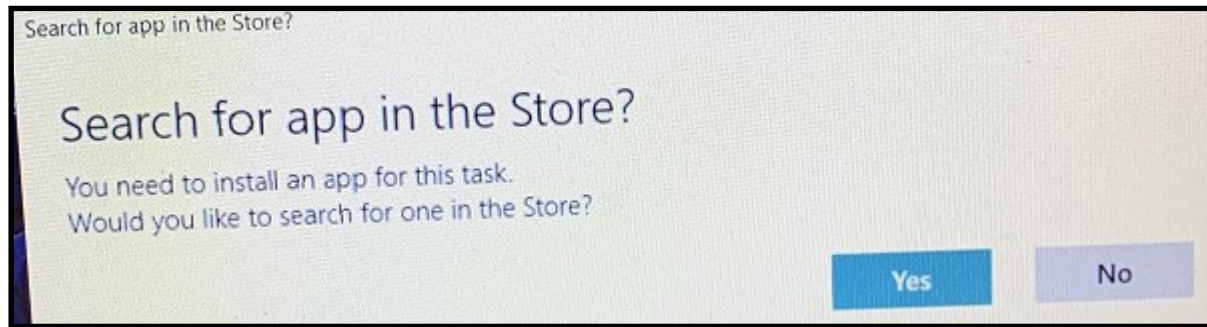 Search for app in the Store?
Search for app in the Store?
You need to install an app for this task.
Would you like to search for one in the Store?
Yes
No